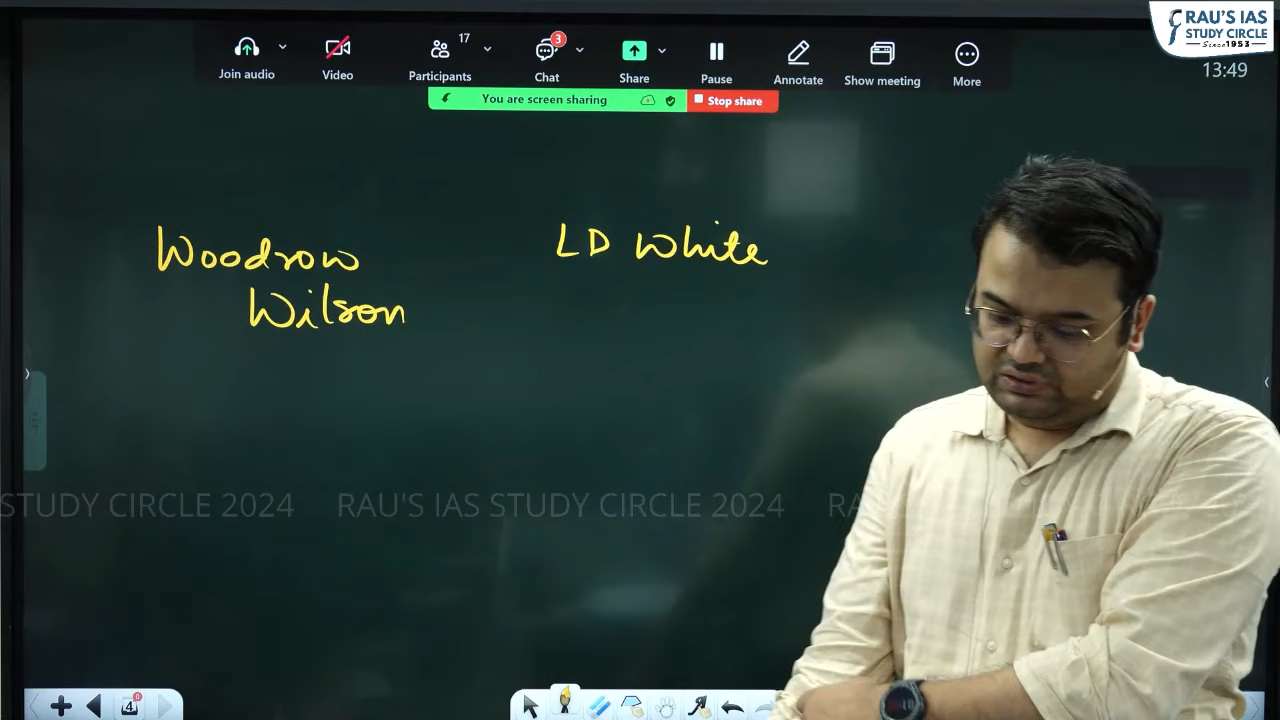 RAU'S IAS
STUDY CIRCLE
Since 1953
13:49
Join audio
Video
17
Participants
3
Chat
Share
Pause
Annotate
Show meeting
More
You are screen sharing
Stop share
Woodrow
Wilson
LD White
STUDY CIRCLE 2024 RAU'S IAS STUDY CIRCLE 2024
4
0